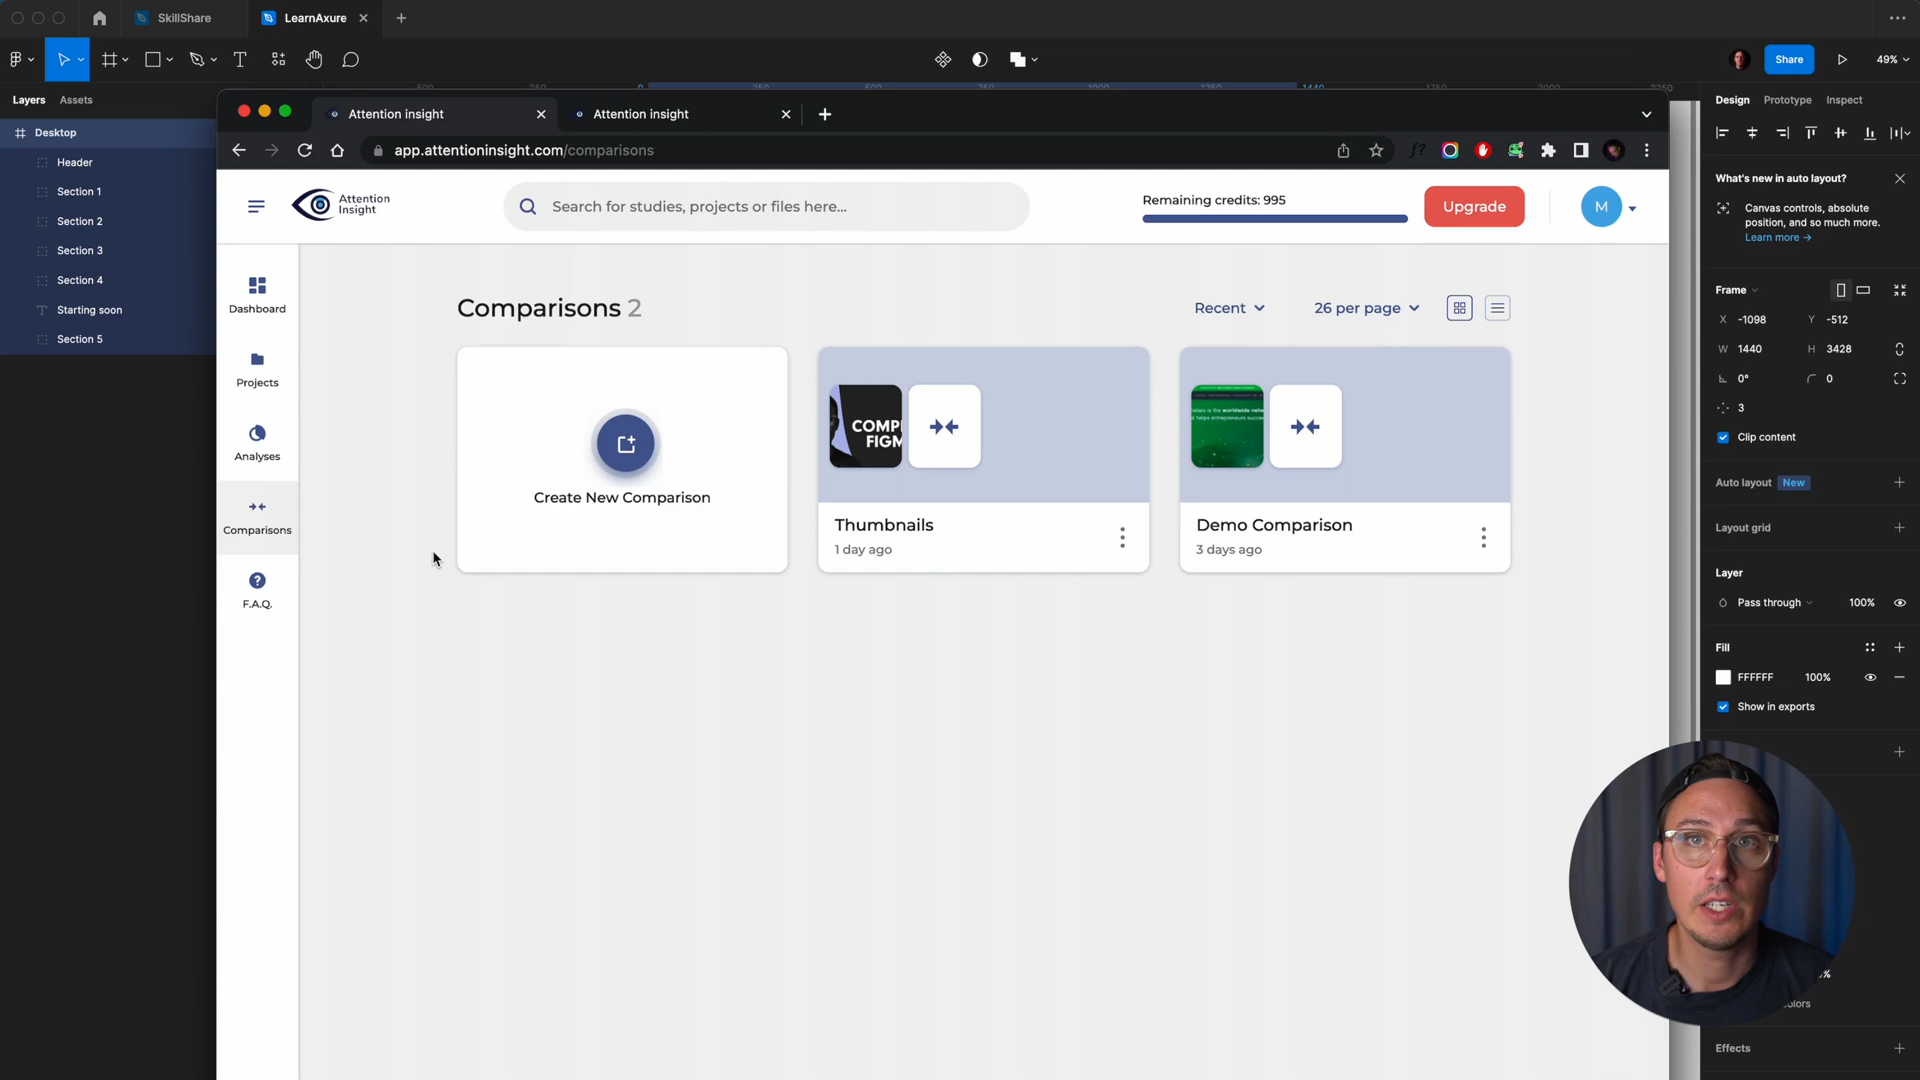 SkillShare
LearnAxure
Share
49%
Layers
Assets
Desktop
Header
Section 1
Section 2
Section 3
Section 4
Starting soon
Section 5
Attention insight
Attention insight
app.attentioninsight.com/comparisons
Attention
Insight
Search for studies, projects or files here...
Remaining credits: 995
Upgrade
M
Dashboard
Projects
Analyses
Comparisons
F.A.Q.
Comparisons 2
Recent
26 per page
Create New Comparison
Thumbnails
1 day ago
Demo Comparison
3 days ago
Design
Prototype
Inspect
What's new in auto layout?
Canvas controls, absolute
position, and so much more.
Learn more →
Frame
X -1098
Y -512
W 1440
H 3428
0°
0
3
Clip content
Auto layout New
Layout grid
Layer
Pass through
100%
Fill
FFFFFF
100%
Show in exports
Effects